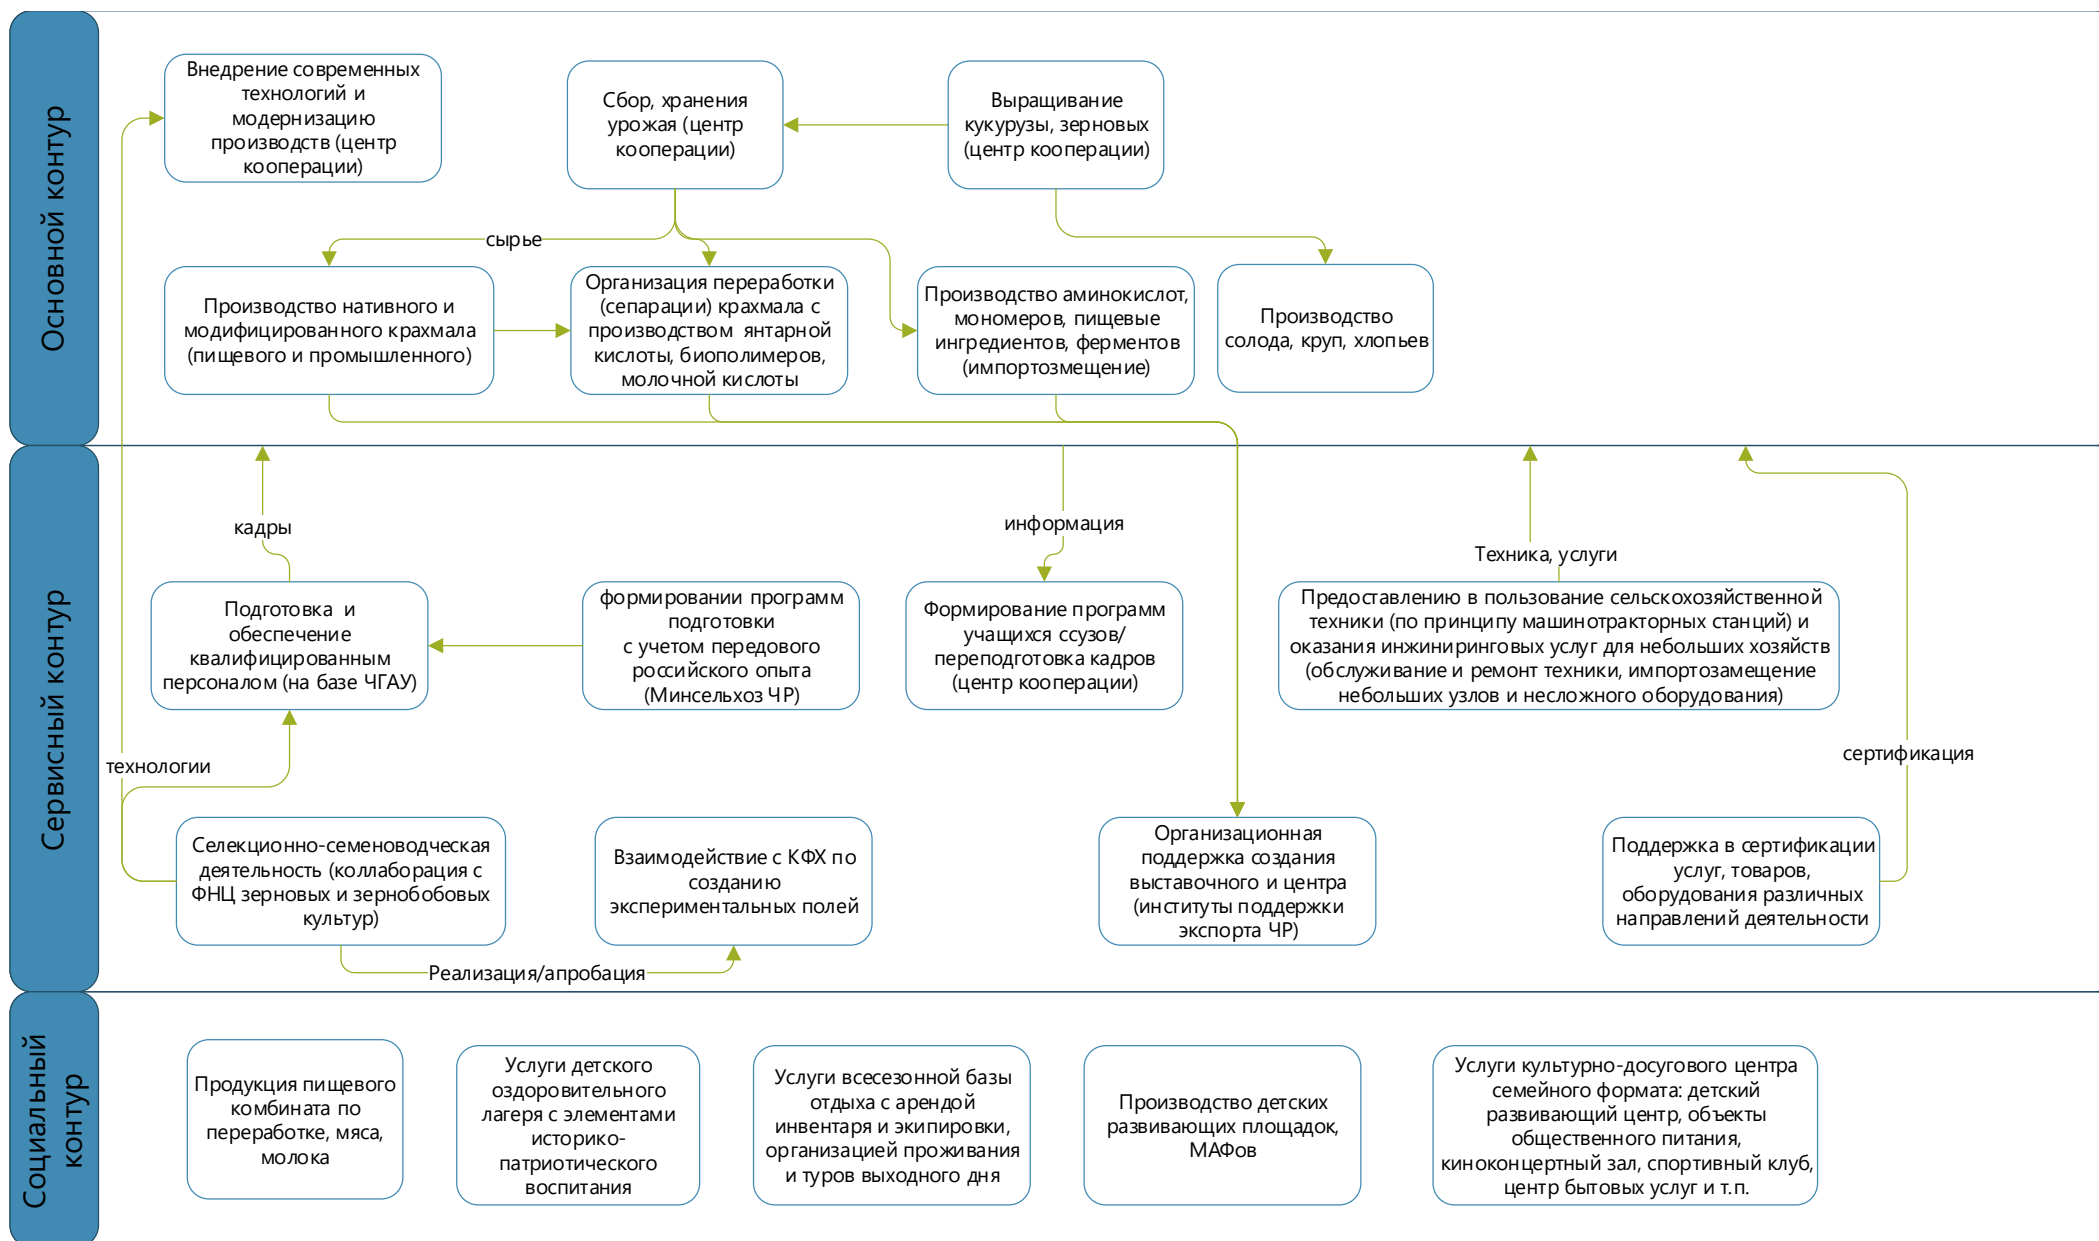 Основной контур
Внедрение современных
технологий и
модернизацию
производств (центр
кооперации)
Сбор, хранения
урожая (центр
кооперации)
Выращивание
кукурузы, зерновых
(центр кооперации)
сырье
Производство нативного и
модифицированного крахмала
(пищевого и промышленного)
Организация переработки
(сепарации) крахмала с
производством янтарной
кислоты, биополимеров,
молочной кислоты
Производство аминокислот,
мономеров, пищевые
ингредиентов, ферментов
(импортозмещение)
Производство
солода, круп, хлопьев
Сервисный контур
кадры
информация
Техника, услуги
Подготовка и
обеспечение
квалифицированным
персоналом (на базе ЧГАУ)
формировании программ
подготовки
с учетом передового
российского опыта
(Минсельхоз ЧР)
Формирование программ
учащихся ссузов/
переподготовка кадров
(центр кооперации)
Предоставлению в пользование сельскохозяйственной
техники (по принципу машинотракторных станций) и
оказания инжиниринговых услуг для небольших хозяйств
(обслуживание и ремонт техники, импортозамещение
небольших узлов и несложного оборудования)
технологии
сертификация
Селекционно-семеноводческая
деятельность (коллаборация с
ФНЦ зерновых и зернобобовых
культур)
Взаимодействие с КФХ по
созданию
экспериментальных полей
Организационная
поддержка создания
выставочного и центра
(институты поддержки
экспорта ЧР)
Поддержка в сертификации
услуг, товаров,
оборудования различных
направлений деятельности
Реализация/апробация
Социальный
контур
Продукция пищевого
комбината по
переработке, мяса,
молока
Услуги детского
оздоровительного
лагеря с элементами
историко-
патриотического
воспитания
Услуги всесезонной базы
отдыха с арендой
инвентаря и экипировки,
организацией проживания
и туров выходного дня
Производство детских
развивающих площадок,
МАФов
Услуги культурно-досугового центра
семейного формата: детский
развивающий центр, объекты
общественного питания,
киноконцертный зал, спортивный клуб,
центр бытовых услуг и т.п.